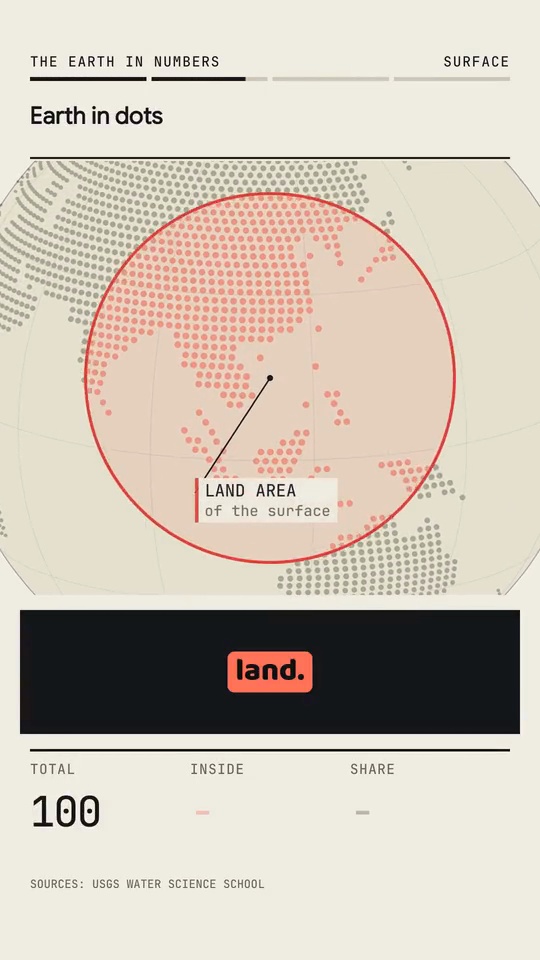 THE EARTH IN NUMBERS
SURFACE
Earth in dots
LAND AREA
of the surface
land.
TOTAL
INSIDE
SHARE
100
–
–
SOURCES: USGS WATER SCIENCE SCHOOL